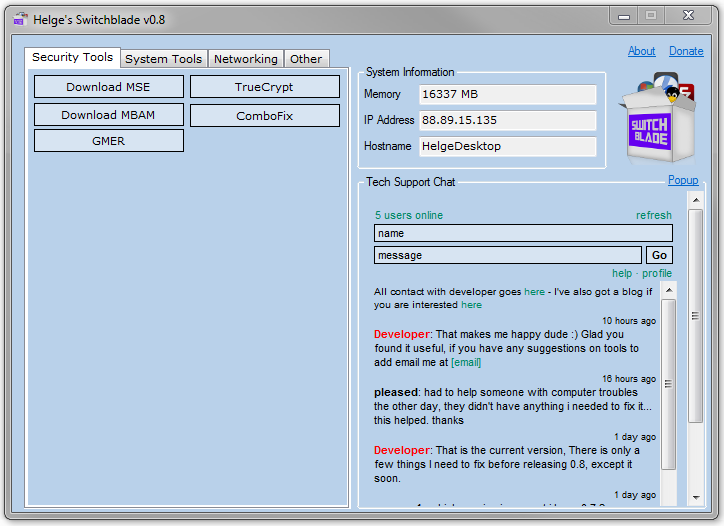 Helge's Switchblade v0.8
About
Donate
Security Tools
System Tools
Networking
Other
Download MSE
TrueCrypt
Download MBAM
ComboFix
GMER
System Information
Memory
16337 MB
IP Address
88.89.15.135
Hostname
HelgeDesktop
SWITCH
BLADE
Tech Support Chat
Popup
5 users online
refresh
name
message
Go
help · profile
All contact with developer goes here - I've also got a blog if
you are interested here
10 hours ago
Developer: That makes me happy dude :) Glad you
found it useful, if you have any suggestions on tools to
add email me at [email]
16 hours ago
pleased: had to help someone with computer troubles
the other day, they didn't have anything i needed to fix it...
this helped. thanks
1 day ago
Developer: That is the current version, There is only a
few things I need to fix before releasing 0.8, except it
soon.
1 day ago